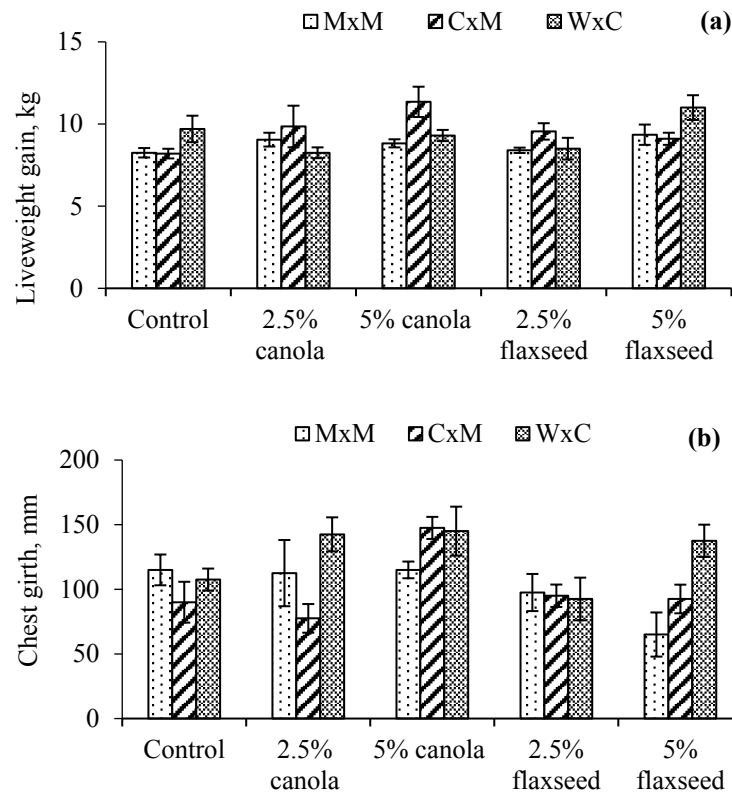 MxM CxM WxC (a)
15
10
5
0
Liveweight gain, kg
Control 2.5% 5% canola 2.5% 5%
canola flaxseed flaxseed
MxM CxM WxC (b)
200
150
100
50
0
Chest girth, mm
Control 2.5% 5% canola 2.5% 5%
canola flaxseed flaxseed